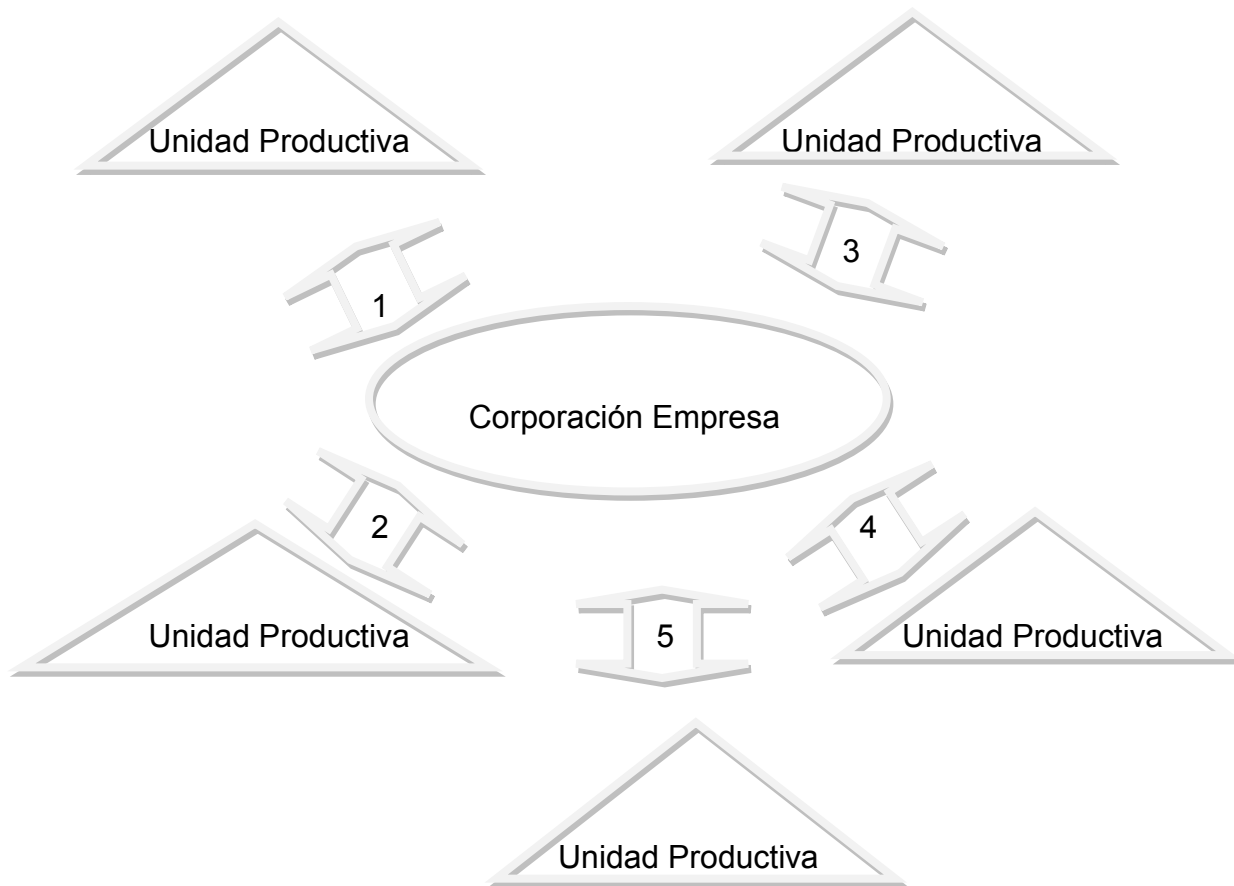 Unidad Productiva
Unidad Productiva
3
1
Corporación Empresa
2
4
Unidad Productiva
5
Unidad Productiva
Unidad Productiva